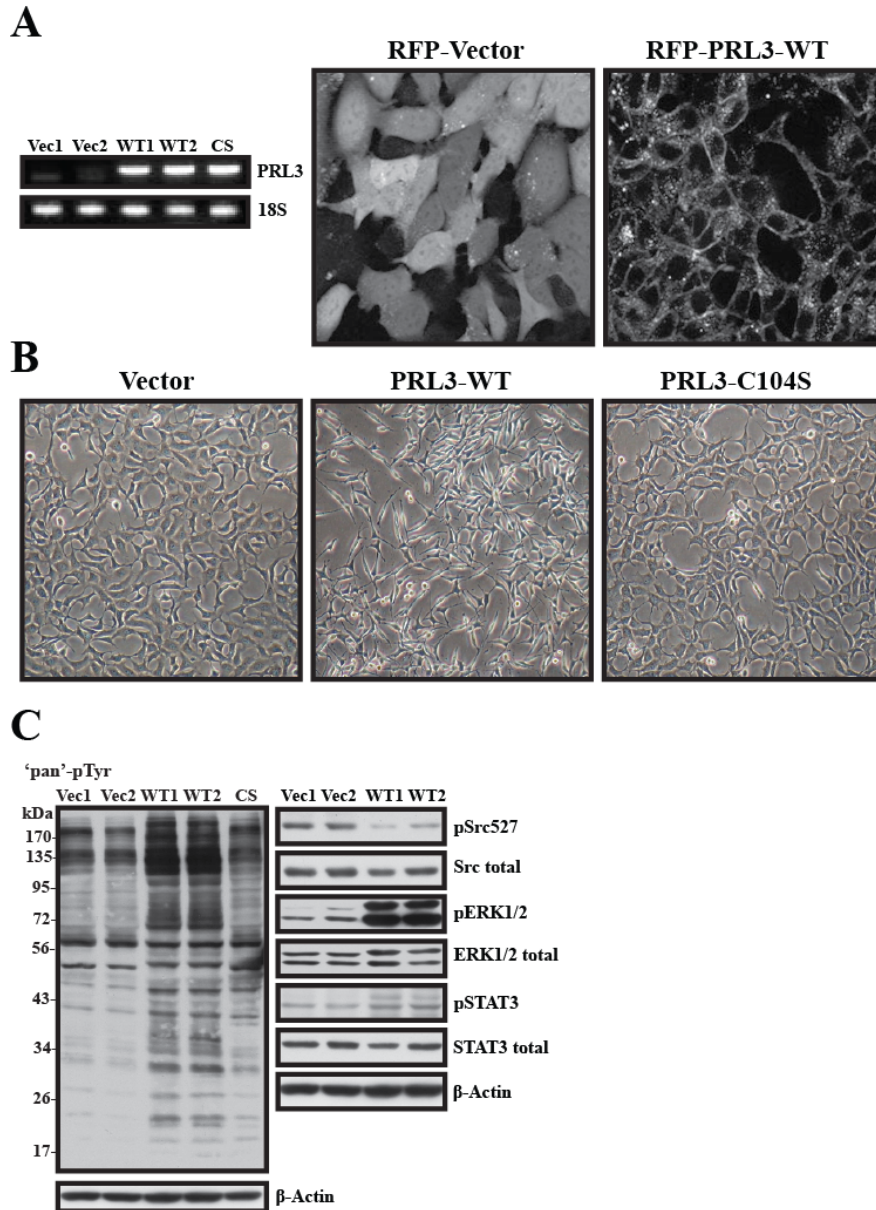 A
RFP-Vector RFP-PRL3-WT
Vec1 Vec2 WT1 WT2 CS
PRL3
18S
B
Vector PRL3-WT PRL3-C104S
C
‘pan’-pTyr
Vec1 Vec2 WT1 WT2 CS
kDa
170-
135-
95-
72-
56-
43-
34-
26-
17-
β-Actin
Vec1 Vec2 WT1 WT2
pSrc527
Src total
pERK1/2
ERK1/2 total
pSTAT3
STAT3 total
β-Actin